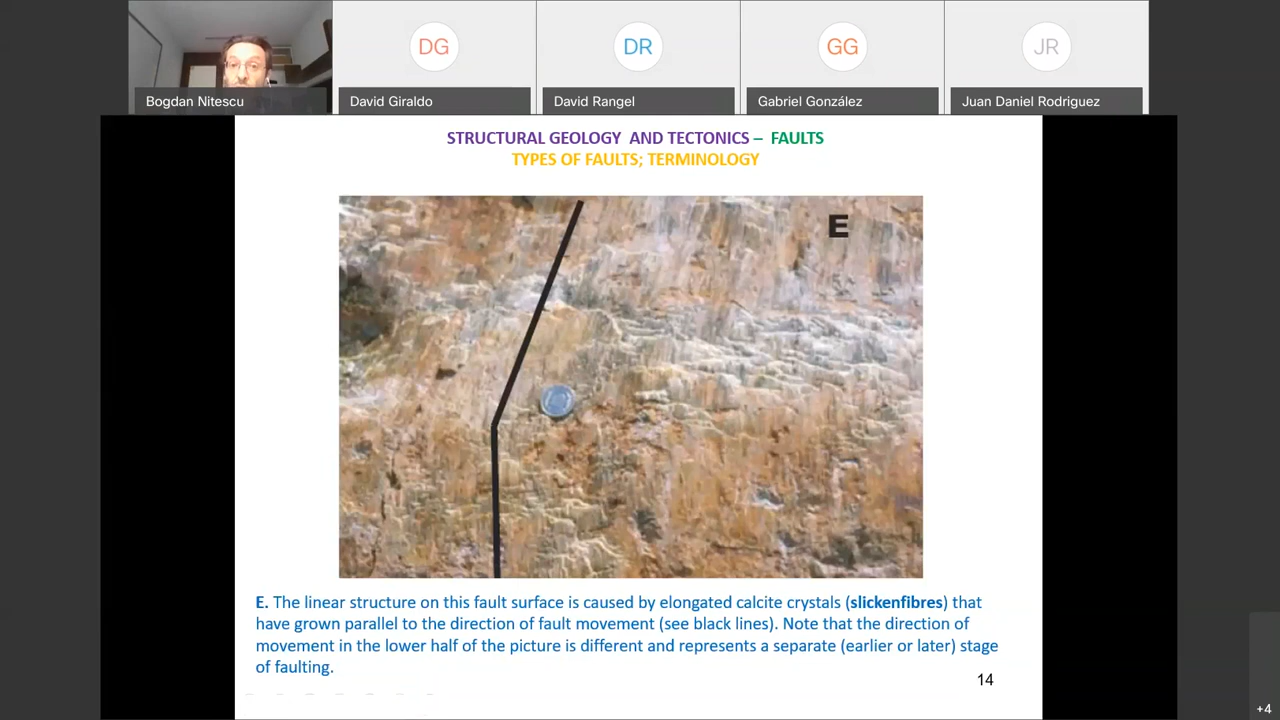 DG
DR
GG
JR
Bogdan Nitescu
David Giraldo
David Rangel
Gabriel González
Juan Daniel Rodriguez
STRUCTURAL GEOLOGY AND TECTONICS – FAULTS
TYPES OF FAULTS; TERMINOLOGY
E
E. The linear structure on this fault surface is caused by elongated calcite crystals (slickenfibres) that
have grown parallel to the direction of fault movement (see black lines). Note that the direction of
movement in the lower half of the picture is different and represents a separate (earlier or later) stage
of faulting.
14
+4